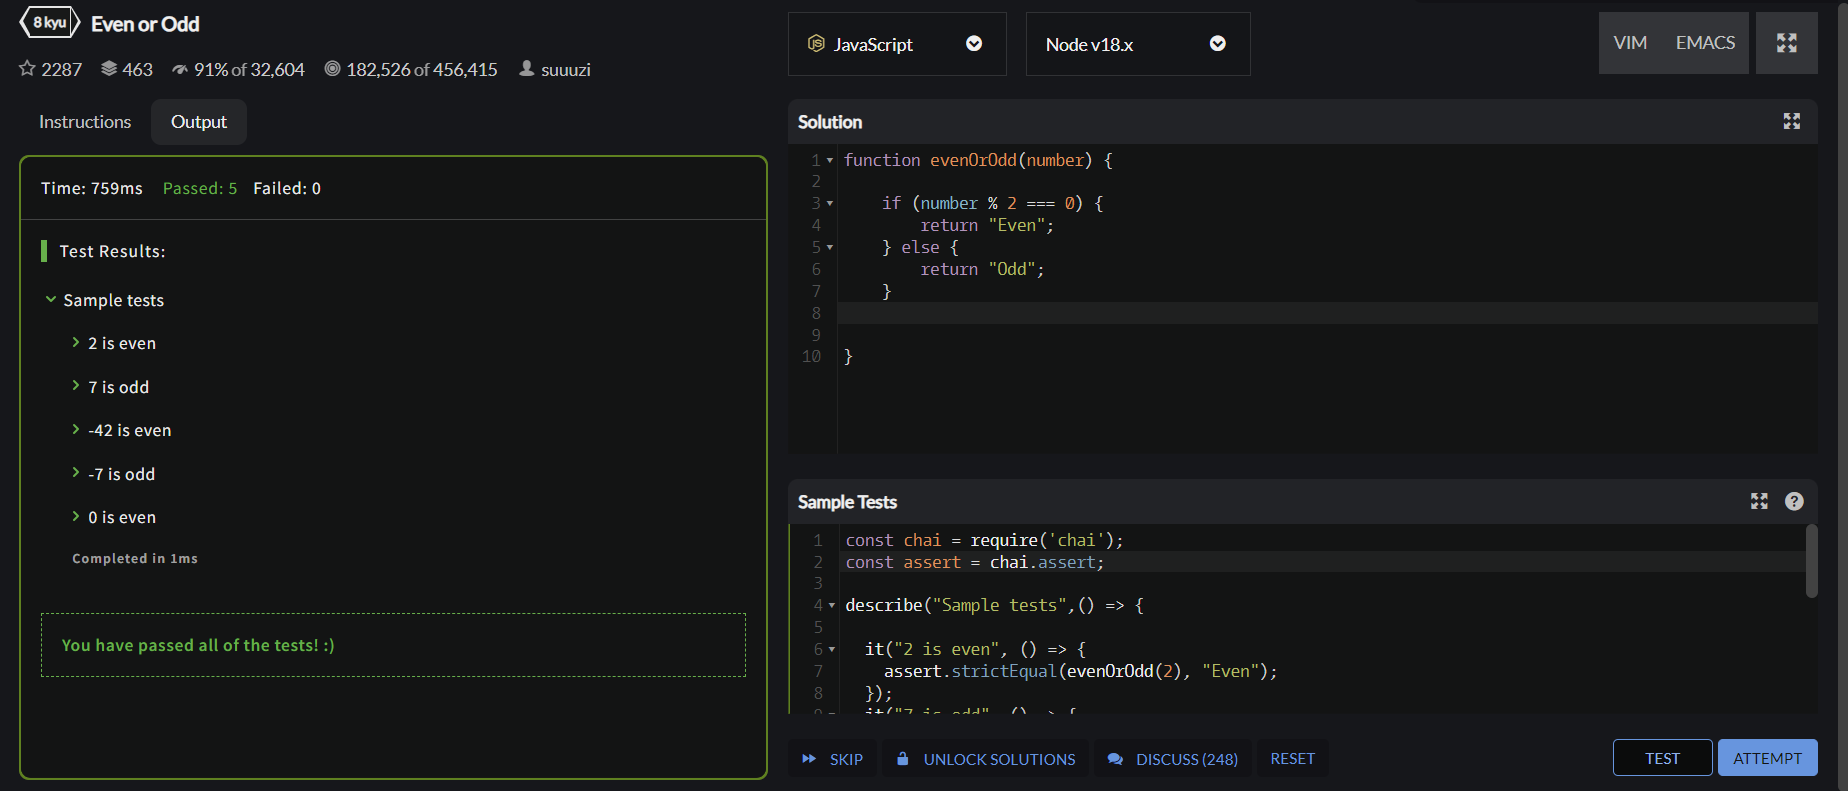 8 kyu Even or Odd
2287 463 91% of 32,604 182,526 of 456,415 suuuzi
Instructions Output
Time: 759ms Passed: 5 Failed: 0
Test Results:
Sample tests
2 is even
7 is odd
-42 is even
-7 is odd
0 is even
Completed in 1ms
You have passed all of the tests! :)
JavaScript Node v18.x VIM EMACS
Solution
1 function evenOrOdd(number) {
2
3 if (number % 2 === 0) {
4 return "Even";
5 } else {
6 return "Odd";
7 }
8
9
10 }
Sample Tests
1 const chai = require('chai');
2 const assert = chai.assert;
3
4 describe("Sample tests",() => {
5
6 it("2 is even", () => {
7 assert.strictEqual(evenOrOdd(2), "Even");
8 });
9 it("7 is odd", () => {
SKIP UNLOCK SOLUTIONS DISCUSS (248) RESET TEST ATTEMPT